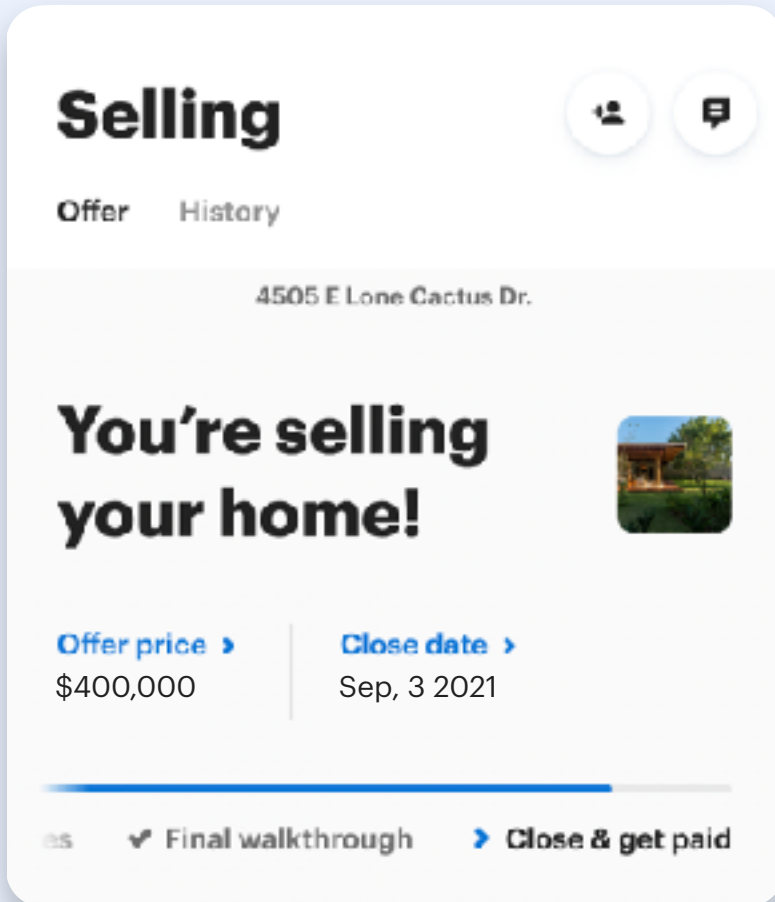 Selling
Offer History
4505 E Lone Cactus Dr.
You're selling
your home!
Offer price Close date
$400,000 Sep, 3 2021
es Final walkthrough Close & get paid